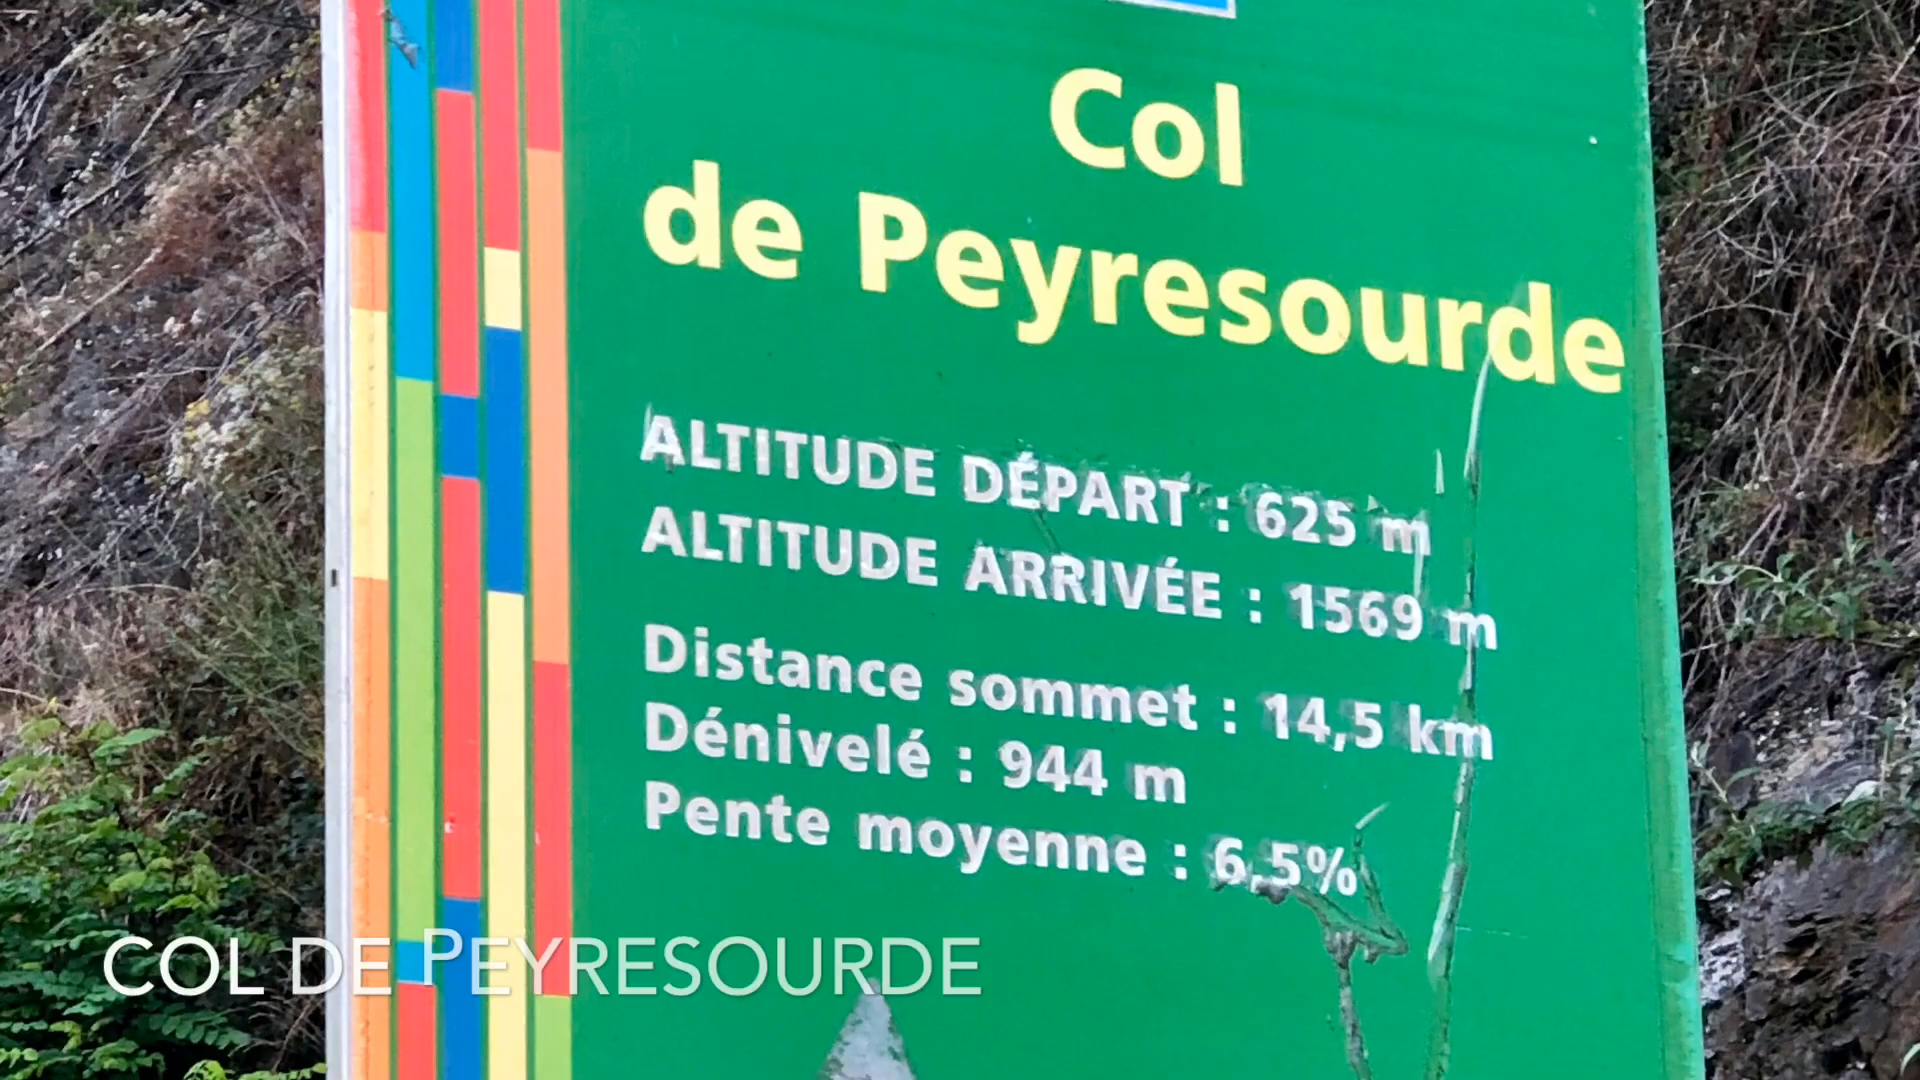 Col
de Peyresourde
ALTITUDE DÉPART : 625 m
ALTITUDE ARRIVÉE : 1569 m
Distance sommet : 14,5 km
Dénivelé : 944 m
Pente moyenne : 6,5%
COL DE PEYRESOURDE